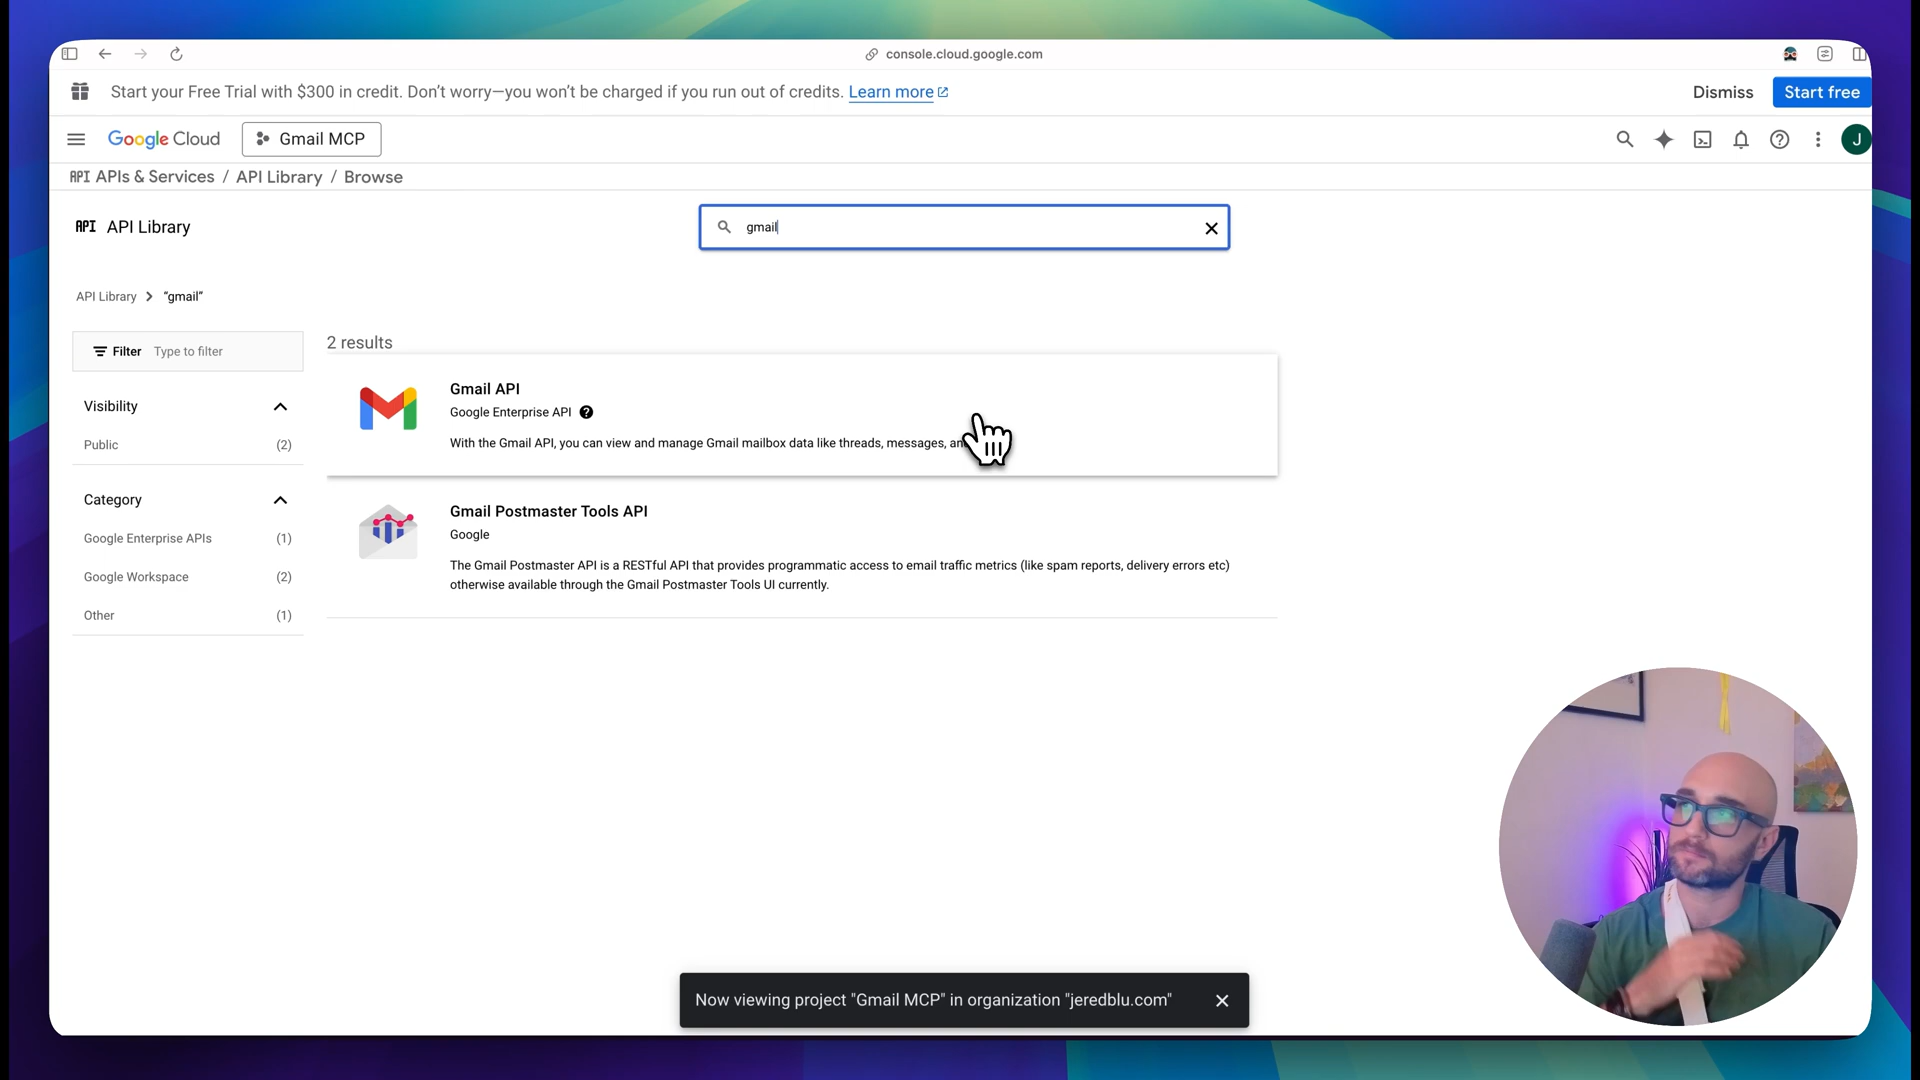 console.cloud.google.com
Start your Free Trial with $300 in credit. Don't worry—you won't be charged if you run out of credits. Learn more
Dismiss
Start free
Google Cloud
Gmail MCP
J
API APIs & Services / API Library / Browse
API API Library
gmail
API Library > "gmail"
Filter Type to filter
2 results
Visibility
Public (2)
Category
Google Enterprise APIs (1)
Google Workspace (2)
Other (1)
Gmail API
Google Enterprise API
With the Gmail API, you can view and manage Gmail mailbox data like threads, messages,
Gmail Postmaster Tools API
Google
The Gmail Postmaster API is a RESTful API that provides programmatic access to email traffic metrics (like spam reports, delivery errors etc)
otherwise available through the Gmail Postmaster Tools UI currently.
Now viewing project "Gmail MCP" in organization "jeredblu.com"